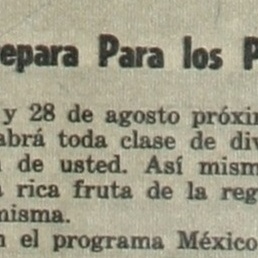 epara Para los P
y 28 de agosto próxin
abrá toda clase de div
de usted. Así mism
rica fruta de la reg
misma.
n el programa México